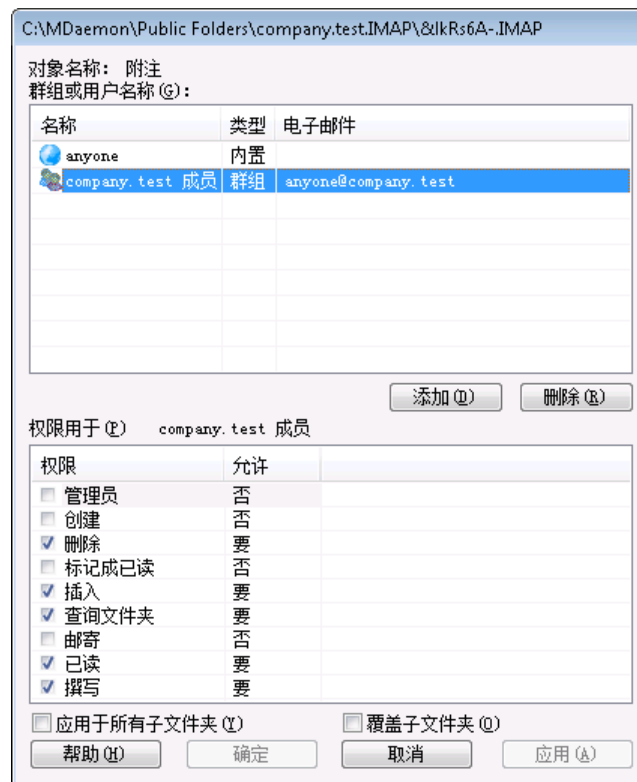 C:\MDaemon\Public Folders\company.test.IMAP\&lkRs6A-.IMAP
对象名称： 附注
群组或用户名称(G)：
名称 类型 电子邮件
anyone 内置
company.test 成员 群组 anyone@company.test
添加(D) 删除(R)
权限用于(P) company.test 成员
权限 允许
管理员 否
创建 否
删除 要
标记成已读 否
插入 要
查询文件夹 要
邮寄 否
已读 要
撰写 要
应用于所有子文件夹(Y) 覆盖子文件夹(O)
帮助(H) 确定 取消 应用(A)